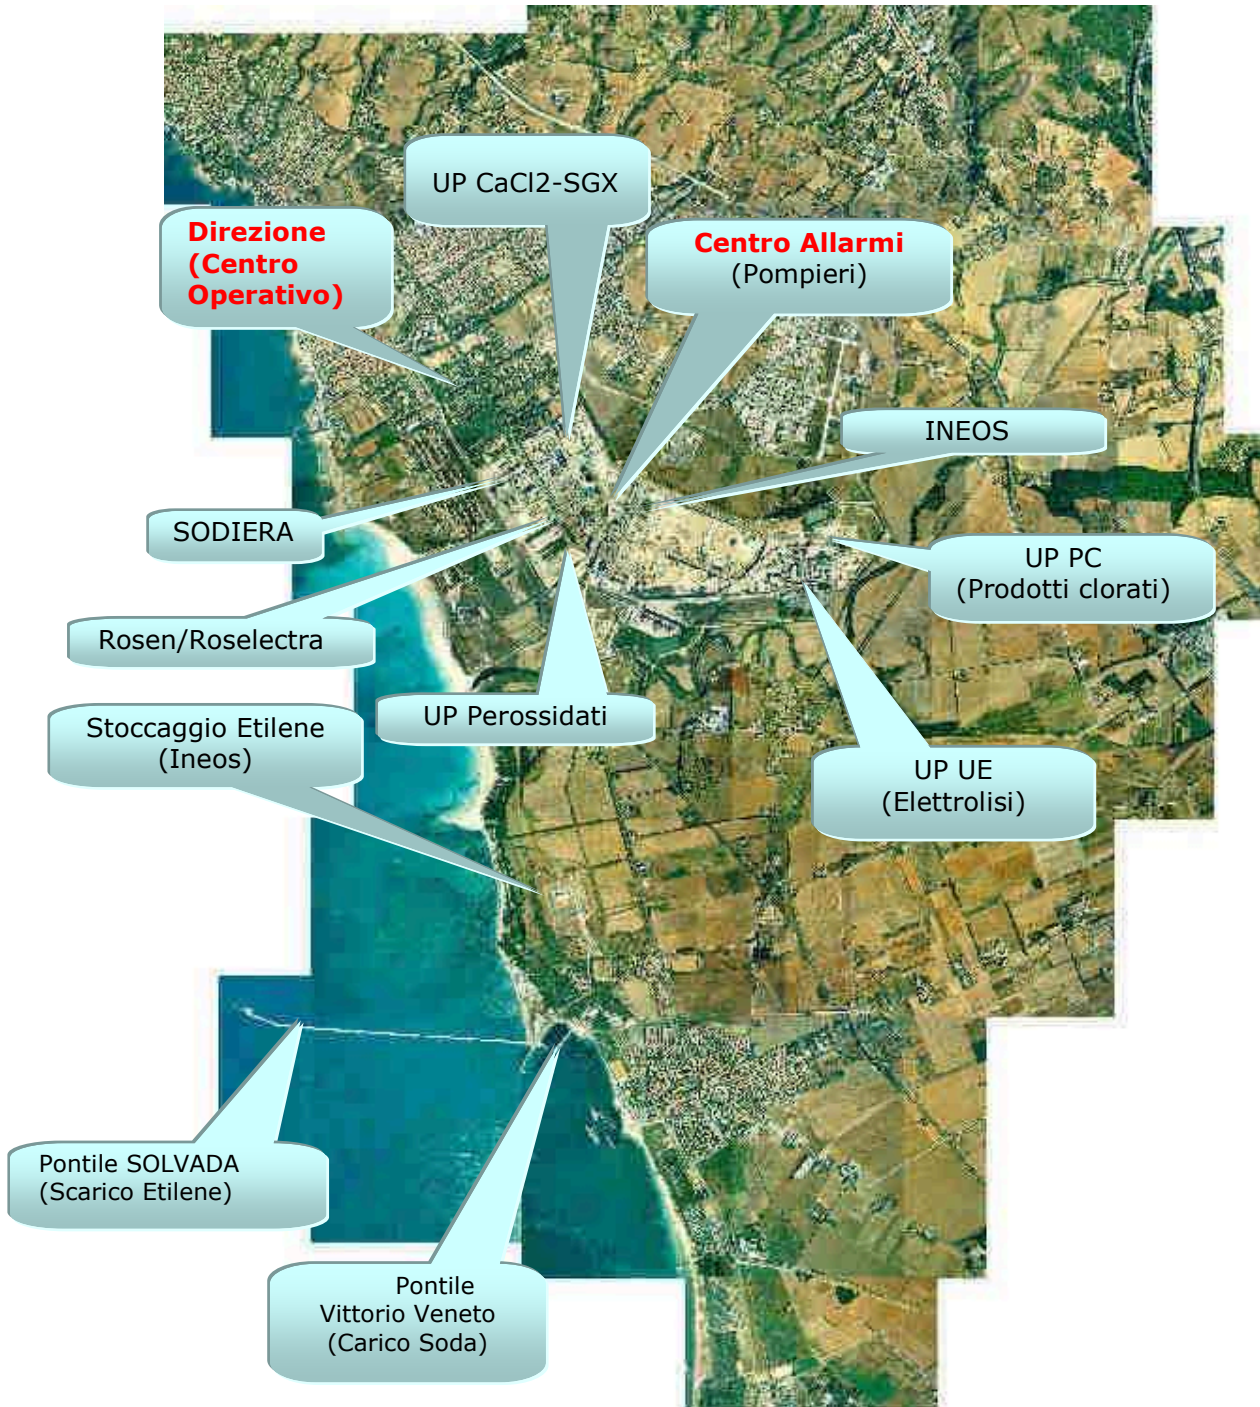 UP CaCl2-SGX
Direzione
(Centro
Operativo)
Centro Allarmi
(Pompieri)
INEOS
SODIERA
UP PC
(Prodotti clorati)
Rosen/Roselectra
UP Perossidati
Stoccaggio Etilene
(Ineos)
UP UE
(Elettrolisi)
Pontile SOLVADA
(Scarico Etilene)
Pontile
Vittorio Veneto
(Carico Soda)